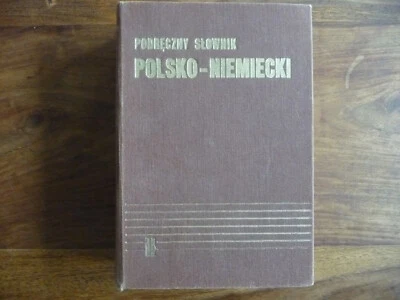 PODRĘCZNY SŁOWNIK
POLSKO-NIEMIECKI